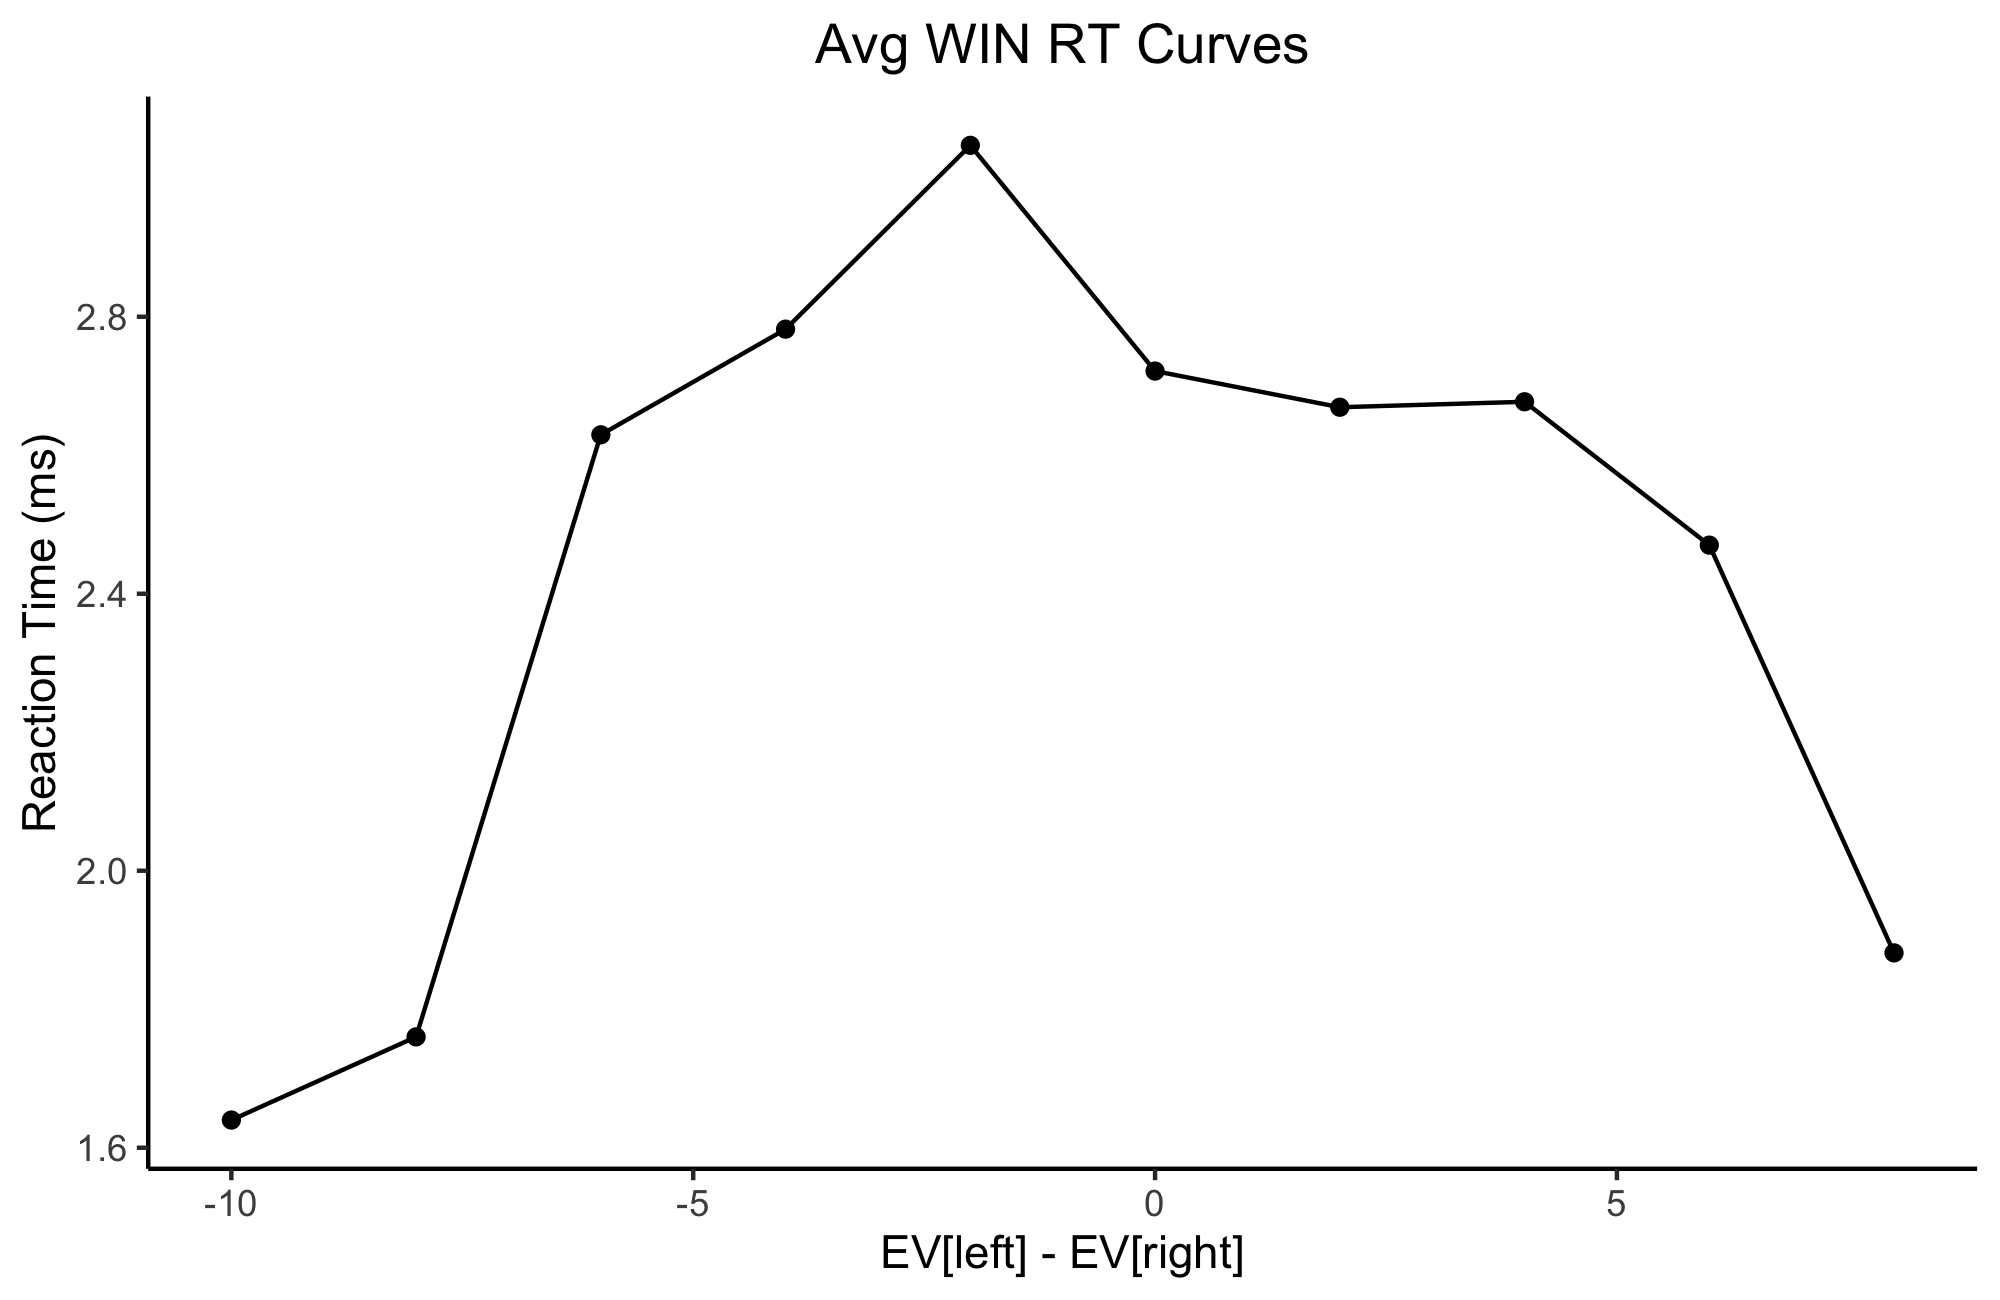 Avg WIN RT Curves
Reaction Time (ms)
2.8
2.4
2.0
1.6
-10
-5
0
5
EV[left] - EV[right]